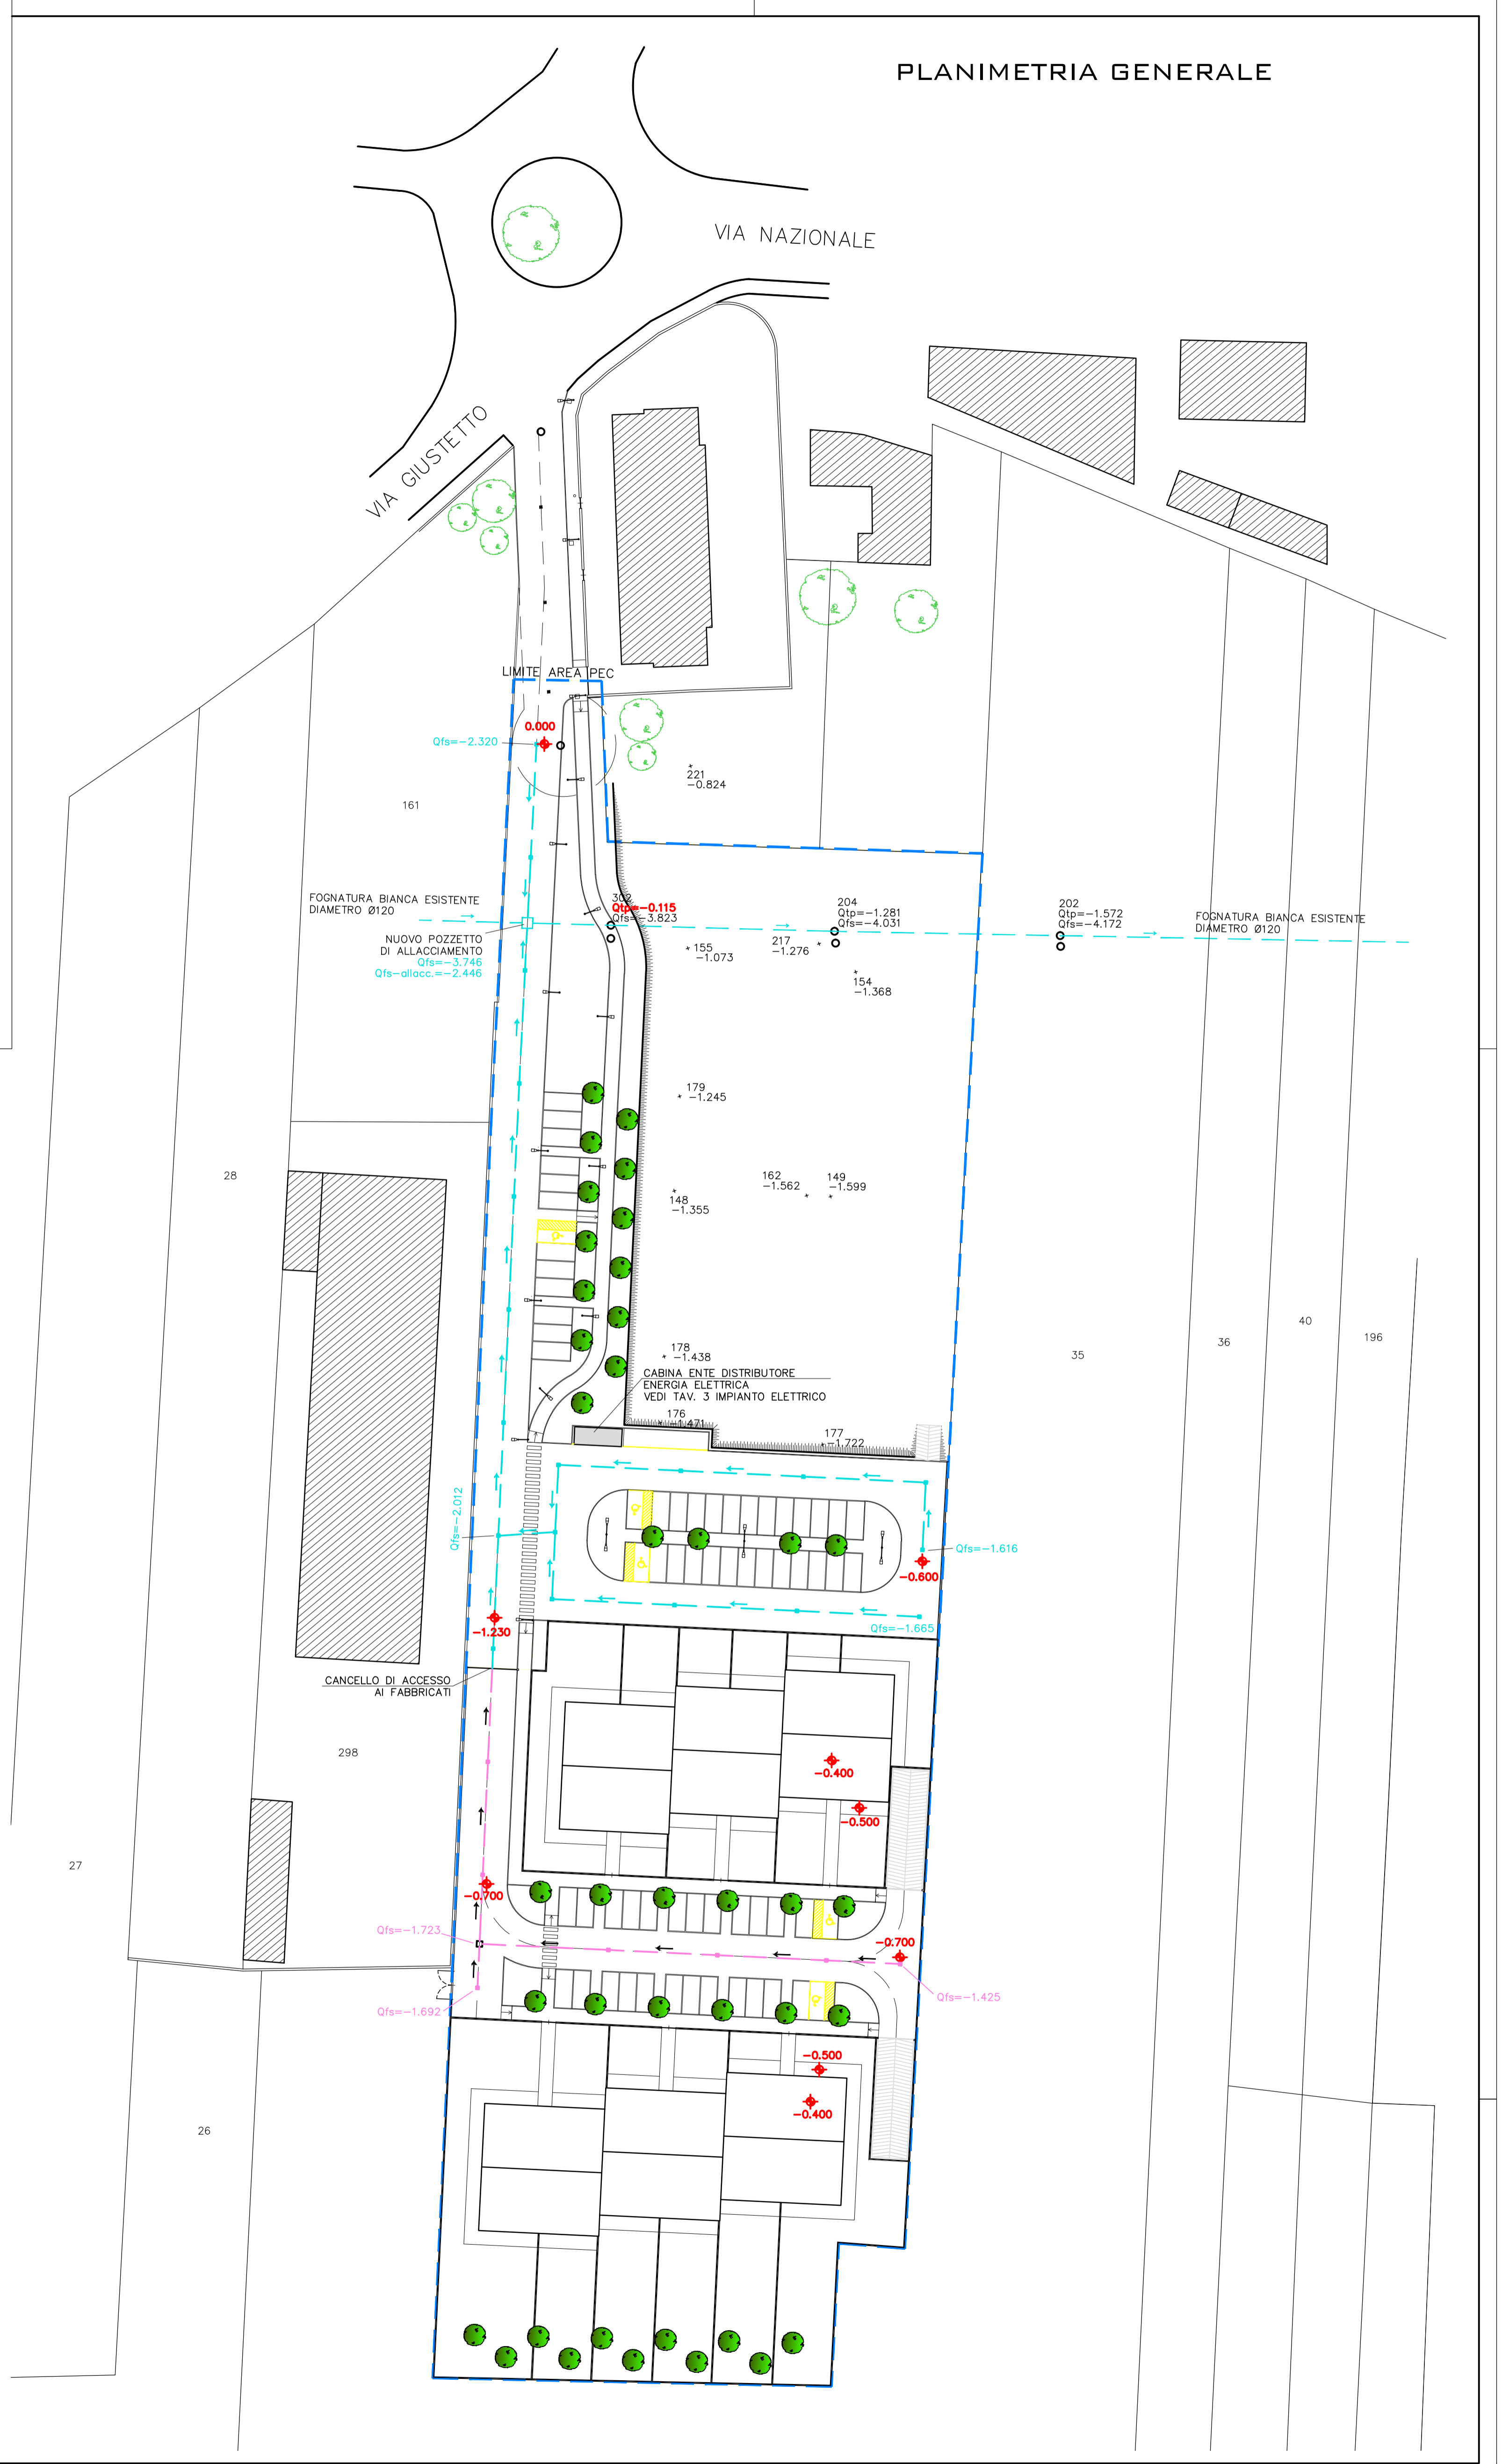 PLANIMETRIA GENERALE
VIA NAZIONALE
VIA GIUSTETTO
LIMITE AREA PEC
0.000
Qfs=-2.320
221
-0.824
161
FOGNATURA BIANCA ESISTENTE
DIAMETRO Ø120
302
Qtp=-0.115
Qfs=-3.823
204
Qtp=-1.281
Qfs=-4.031
202
Qtp=-1.572
Qfs=-4.172
FOGNATURA BIANCA ESISTENTE
DIAMETRO Ø120
NUOVO POZZETTO
DI ALLACCIAMENTO
Qfs=-3.746
Qfs-allacc.=-2.446
155
-1.073
217
-1.276
154
-1.368
179
-1.245
28
162
-1.562
149
-1.599
148
-1.355
40
196
36
35
178
-1.438
CABINA ENTE DISTRIBUTORE
ENERGIA ELETTRICA
VEDI TAV. 3 IMPIANTO ELETTRICO
176
-1.471
177
-1.722
Qfs=-2.012
Qfs=-1.616
-0.600
-1.230
Qfs=-1.665
CANCELLO DI ACCESSO
AI FABBRICATI
298
-0.400
-0.500
27
-0.700
Qfs=-1.723
-0.700
Qfs=-1.425
Qfs=-1.692
-0.500
-0.400
26